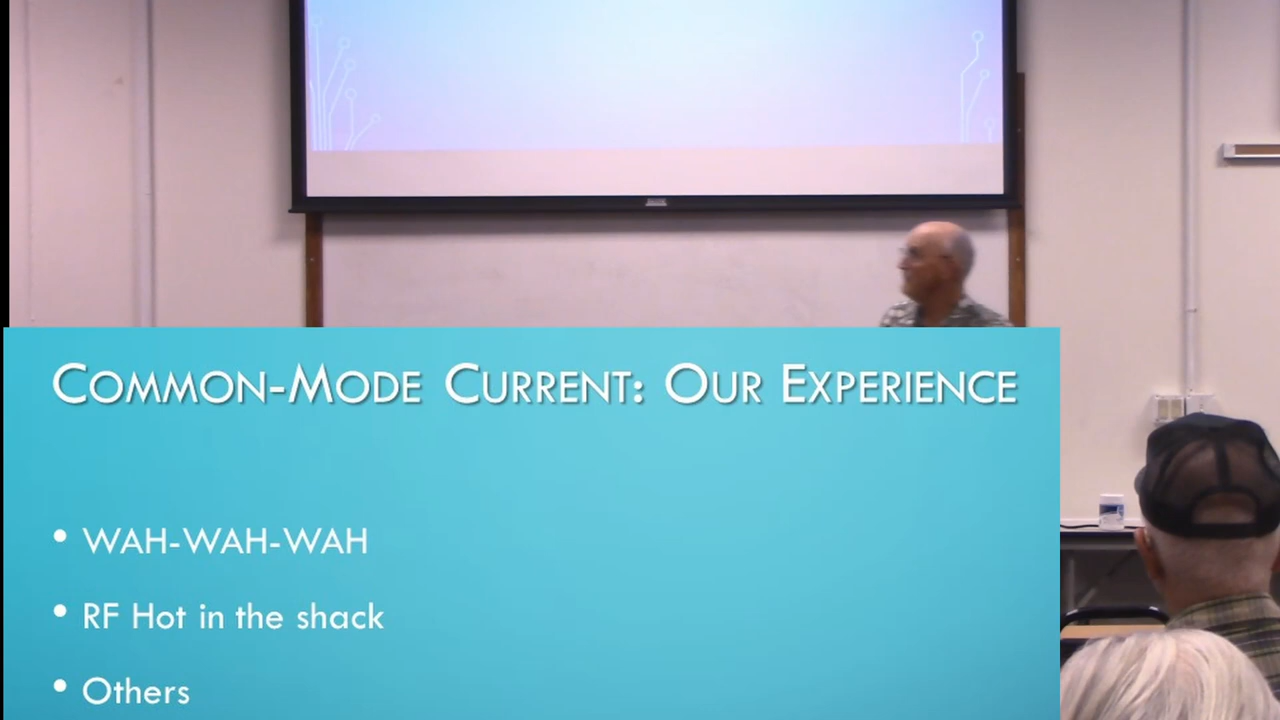 COMMON-MODE CURRENT: OUR EXPERIENCE
• WAH-WAH-WAH
• RF Hot in the shack
• Others